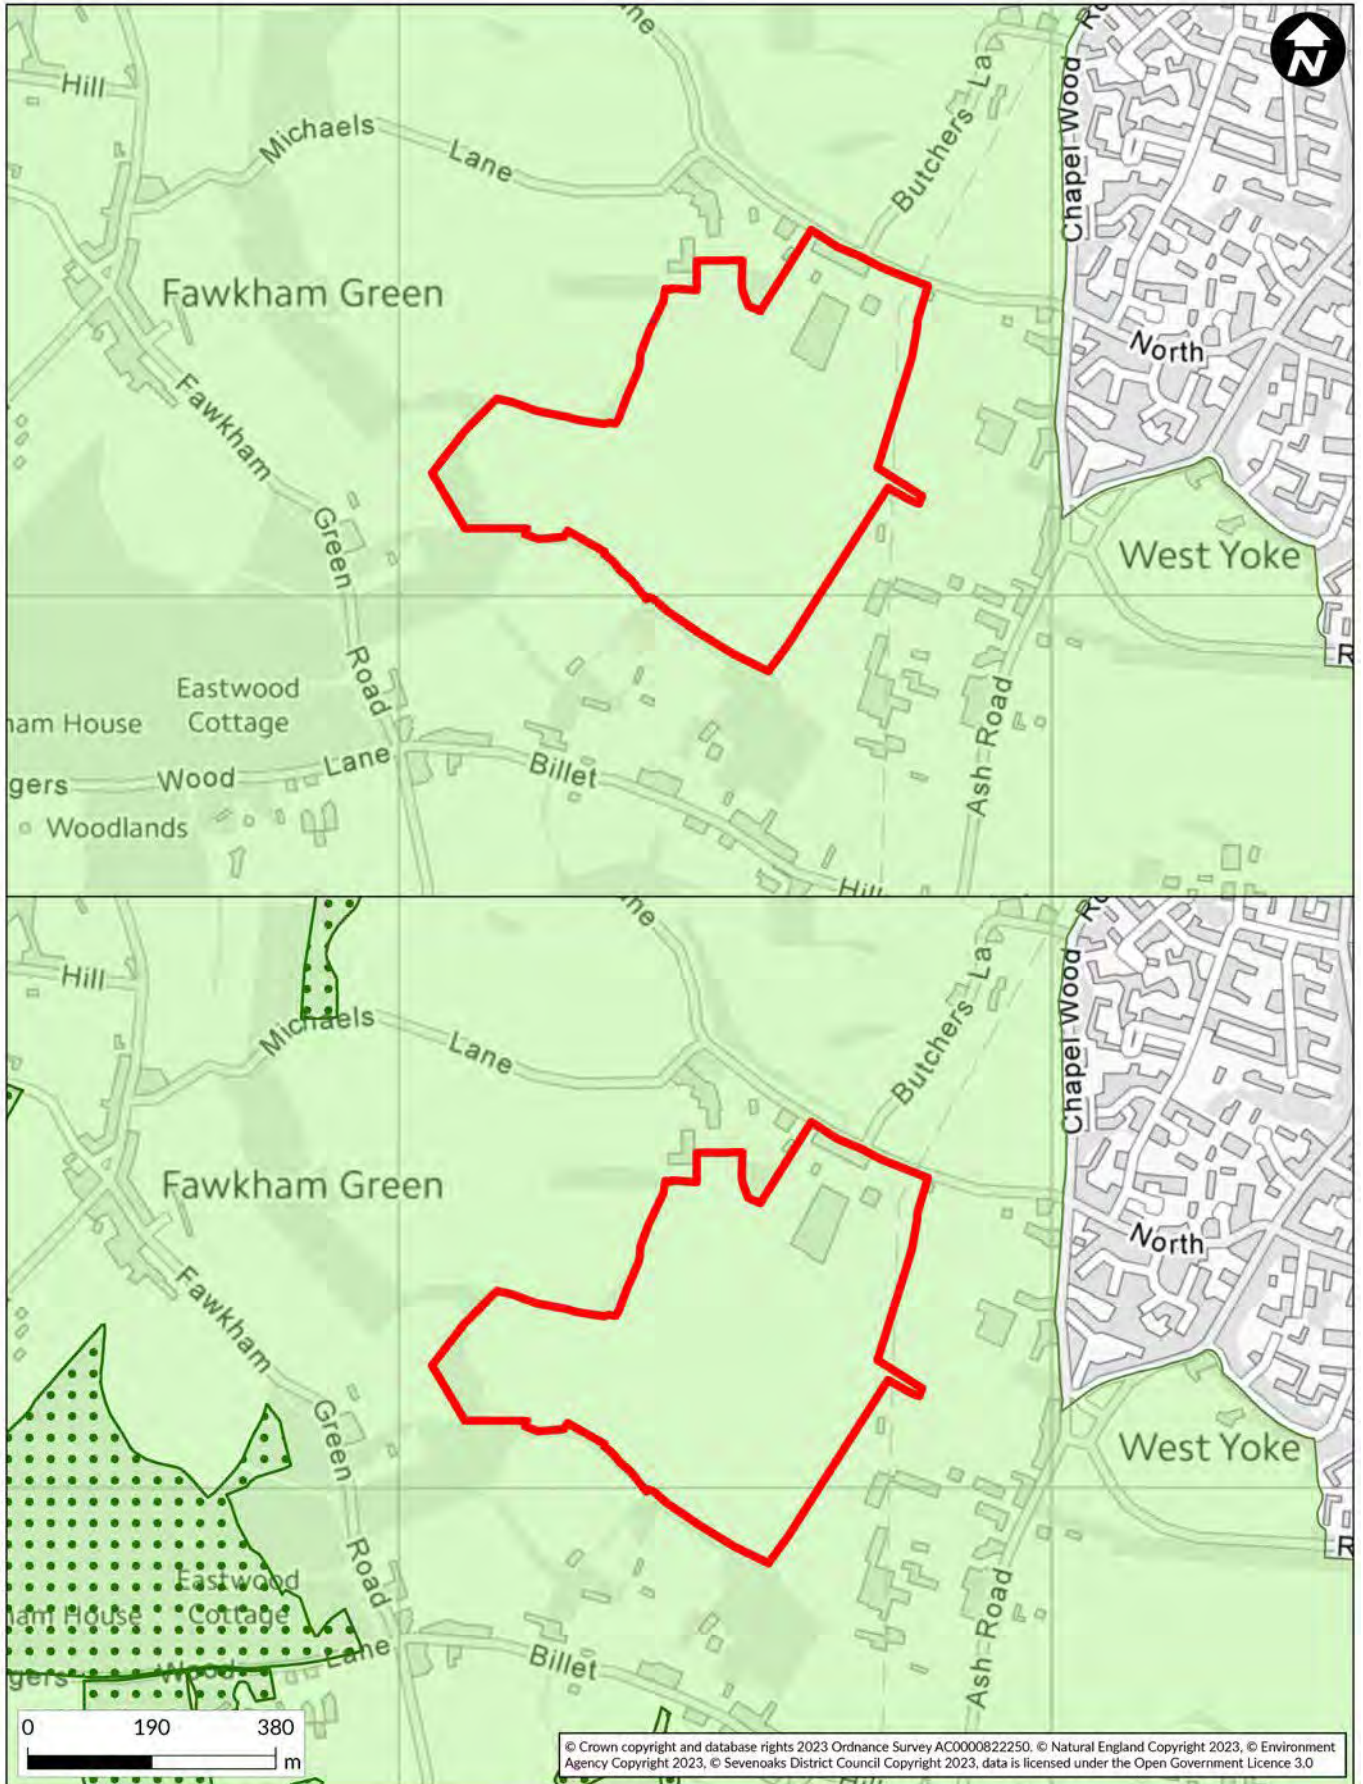 N
Hill
Michaels
Lane
Butchers La
Chapel Wood
Fawkham Green
North
Fawkham
Green
Road
West Yoke
Eastwood
Cottage
ham House
gers
Wood
Lane
Billet
Ash Road
Woodlands
Hill
Hill
Michaels
Lane
Butchers La
Chapel Wood
Fawkham Green
North
Fawkham
Green
Road
West Yoke
Eastwood
Cottage
ham House
gers
Wood
Lane
Billet
Ash Road
0 190 380
m
© Crown copyright and database rights 2023 Ordnance Survey AC0000822250. © Natural England Copyright 2023, © Environment
Agency Copyright 2023, © Sevenoaks District Council Copyright 2023, data is licensed under the Open Government Licence 3.0